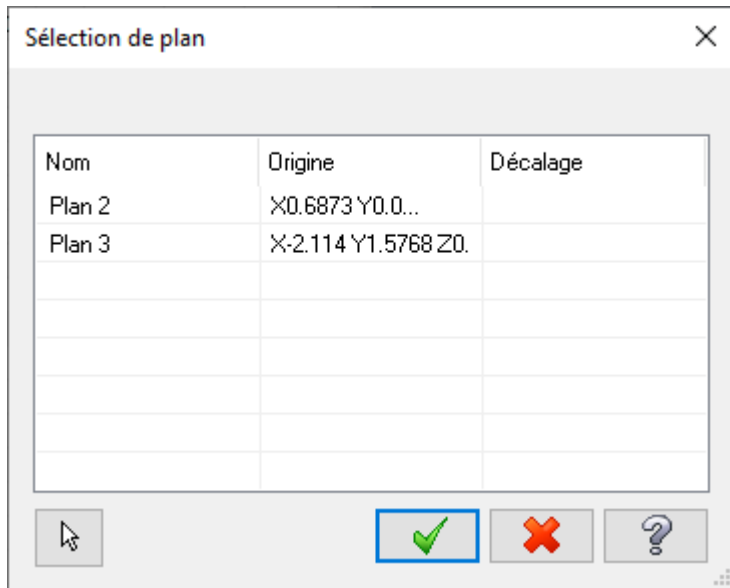 Sélection de plan
Nom Origine Décalage
Plan 2 X0.6873 Y0.0...
Plan 3 X-2.114 Y1.5768 Z0.